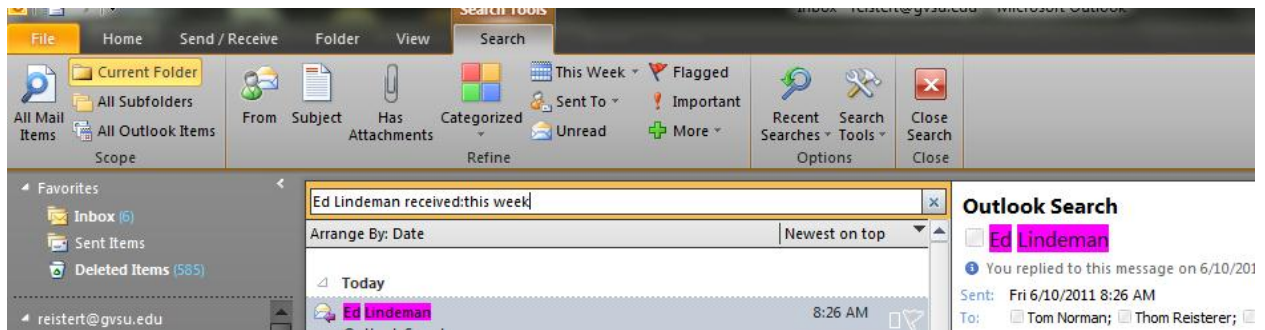 Search Tools
Inbox - reistert@gvsu.edu - Microsoft Outlook
File Home Send / Receive Folder View Search
All Mail Items
Current Folder
All Subfolders
All Outlook Items
Scope
From
Subject
Has Attachments
Categorized
This Week
Sent To
Unread
Flagged
Important
More
Refine
Recent Searches
Search Tools
Options
Close Search
Close
Favorites
Inbox (6)
Sent Items
Deleted Items (585)
reistert@gvsu.edu
Ed Lindeman received:this week
Arrange By: Date Newest on top
Today
Ed Lindeman 8:26 AM
Outlook Search
Ed Lindeman
You replied to this message on 6/10/201
Sent: Fri 6/10/2011 8:26 AM
To: Tom Norman; Thom Reisterer;